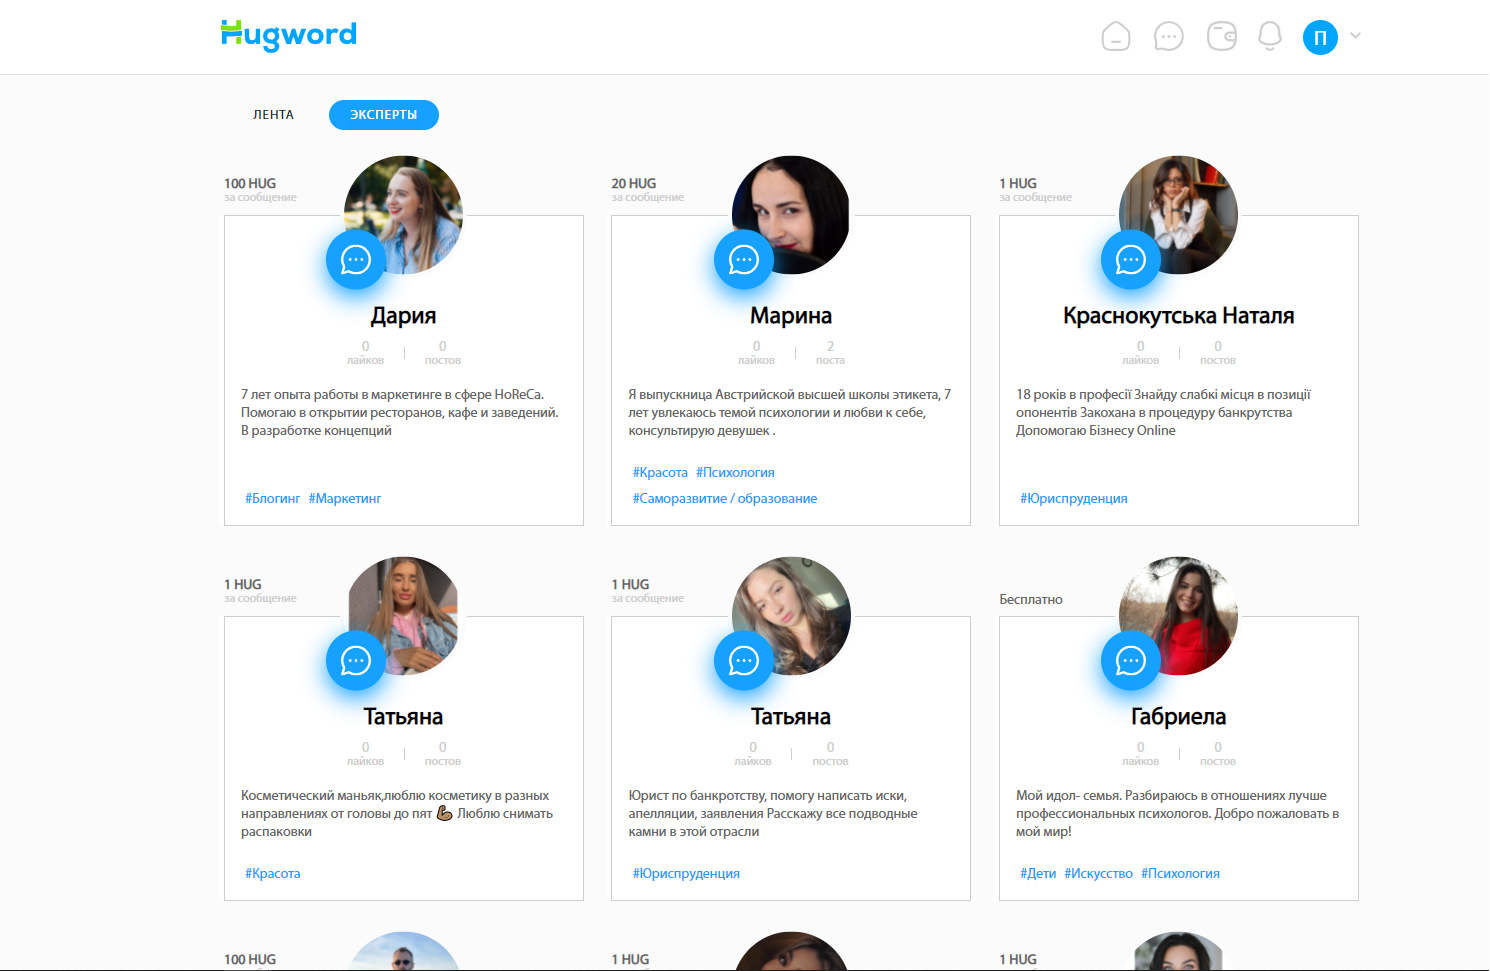 Hugword
П
ЛЕНТА
ЭКСПЕРТЫ
100 HUG
за сообщение
Дария
0 0
лайков постов
7 лет опыта работы в маркетинге в сфере HoReCa.
Помогаю в открытии ресторанов, кафе и заведений.
В разработке концепций
#Блогинг #Маркетинг
20 HUG
за сообщение
Марина
0 2
лайков поста
Я выпускница Австрийской высшей школы этикета, 7
лет увлекаюсь темой психологии и любви к себе,
консультирую девушек .
#Красота #Психология
#Саморазвитие / образование
1 HUG
за сообщение
Краснокутська Наталя
0 0
лайков постов
18 років в професії Знайду слабкі місця в позиції
опонентів Закохана в процедуру банкрутства
Допомогаю Бізнесу Online
#Юриспруденция
1 HUG
за сообщение
Татьяна
0 0
лайков постов
Косметический маньяк,люблю косметику в разных
направлениях от головы до пят 💪🏽 Люблю снимать
распаковки
#Красота
1 HUG
за сообщение
Татьяна
0 0
лайков постов
Юрист по банкротству, помогу написать иски,
апелляции, заявления Расскажу все подводные
камни в этой отрасли
#Юриспруденция
Бесплатно
Габриела
0 0
лайков постов
Мой идол- семья. Разбираюсь в отношениях лучше
профессиональных психологов. Добро пожаловать в
мой мир!
#Дети #Искусство #Психология
100 HUG
1 HUG
1 HUG